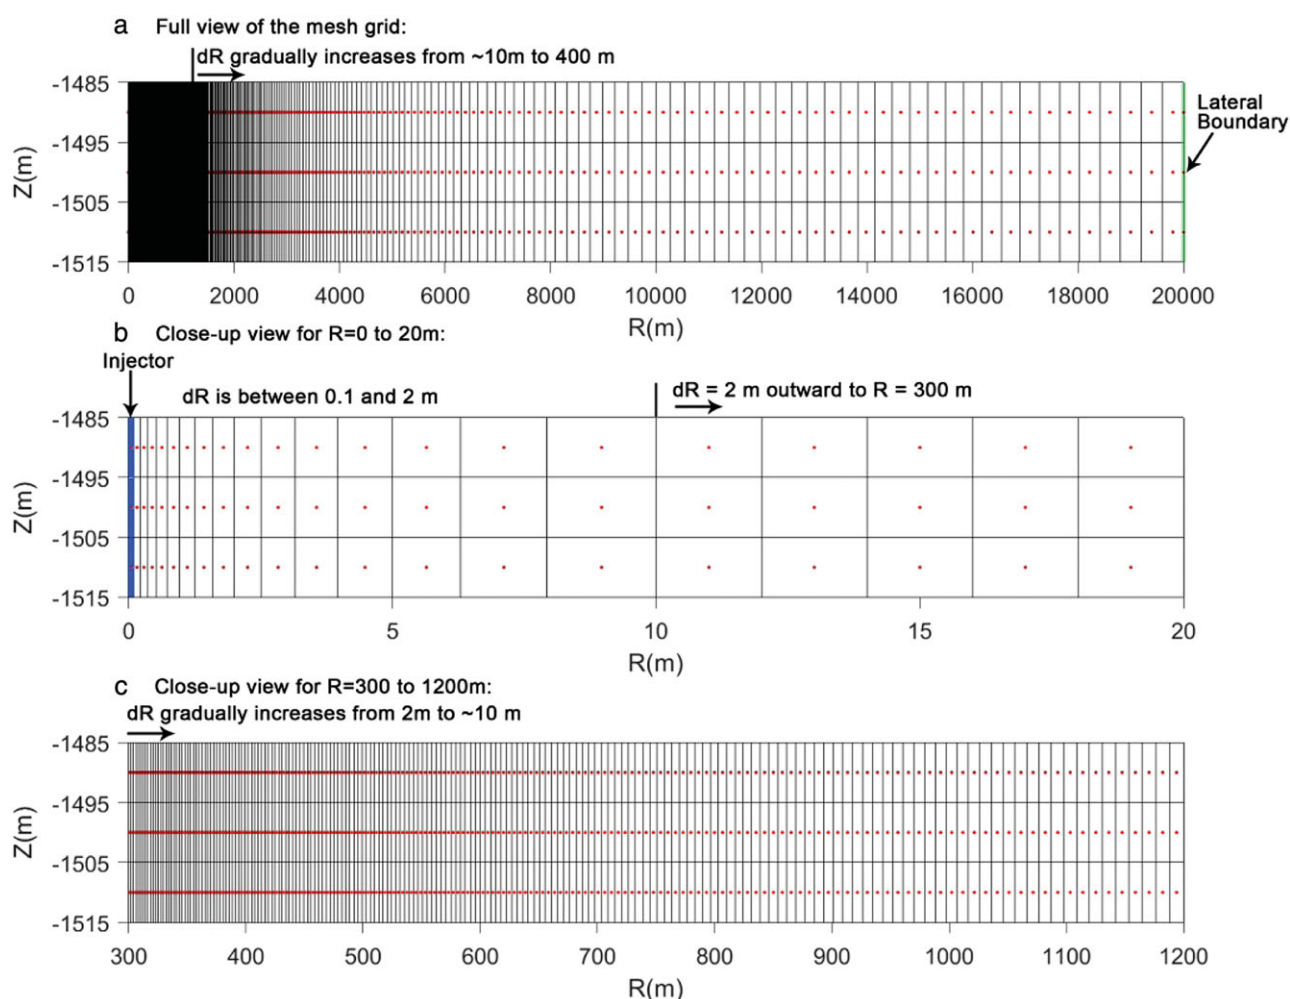 a Full view of the mesh grid:
dR gradually increases from ~10m to 400 m
-1485
-1495
-1505
-1515
Z(m)
Lateral
Boundary
0 2000 4000 6000 8000 10000 12000 14000 16000 18000 20000
R(m)
b Close-up view for R=0 to 20m:
Injector
dR is between 0.1 and 2 m
dR = 2 m outward to R = 300 m
-1485
-1495
-1505
-1515
Z(m)
0 5 10 15 20
R(m)
c Close-up view for R=300 to 1200m:
dR gradually increases from 2m to ~10 m
-1485
-1495
-1505
-1515
Z(m)
300 400 500 600 700 800 900 1000 1100 1200
R(m)